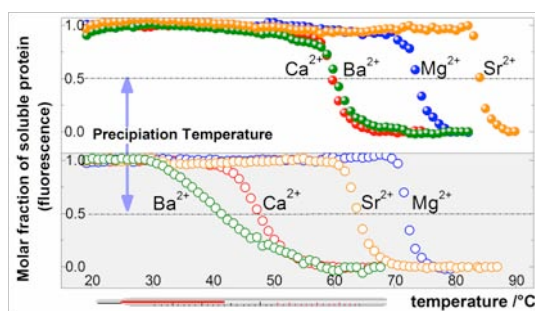 1.0
0.5
0.0
Ca²⁺ Ba²⁺ Mg²⁺ Sr²⁺
Precipiation Temperature
Molar fraction of soluble protein
(fluorescence)
1.0
0.5
0.0
Ba²⁺ Ca²⁺ Sr²⁺ Mg²⁺
20 30 40 50 60 70 80 90
temperature /°C